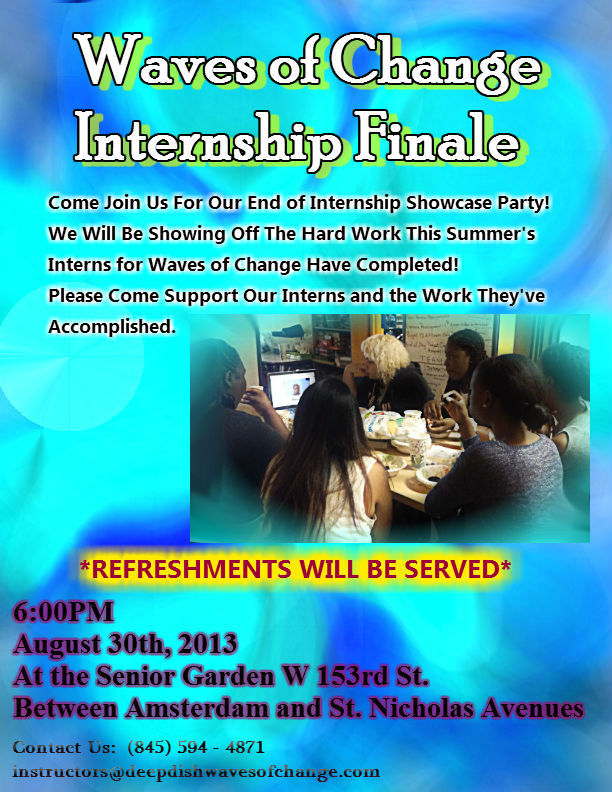 Waves of Change
Internship Finale
Come Join Us For Our End of Internship Showcase Party!
We Will Be Showing Off The Hard Work This Summer's
Interns for Waves of Change Have Completed!
Please Come Support Our Interns and the Work They've
Accomplished.
*REFRESHMENTS WILL BE SERVED*
6:00PM
August 30th, 2013
At the Senior Garden W 153rd St.
Between Amsterdam and St. Nicholas Avenues
Contact Us: (845) 594 - 4871
instructors@deepdishwavesofchange.com